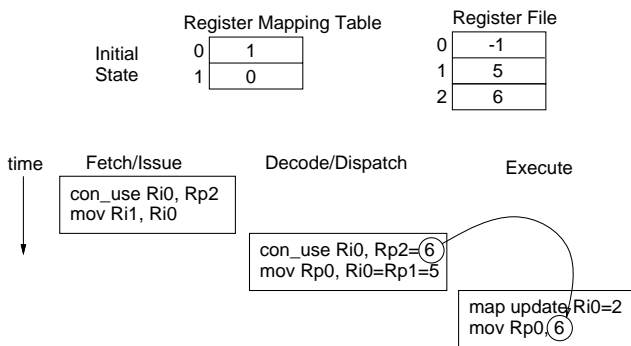 Register Mapping Table
Register File
Initial
State
0 1
1 0
0 -1
1 5
2 6
time
Fetch/Issue
Decode/Dispatch
Execute
con_use Ri0, Rp2
mov Ri1, Ri0
con_use Ri0, Rp2=6
mov Rp0, Ri0=Rp1=5
map update Ri0=2
mov Rp0, 6